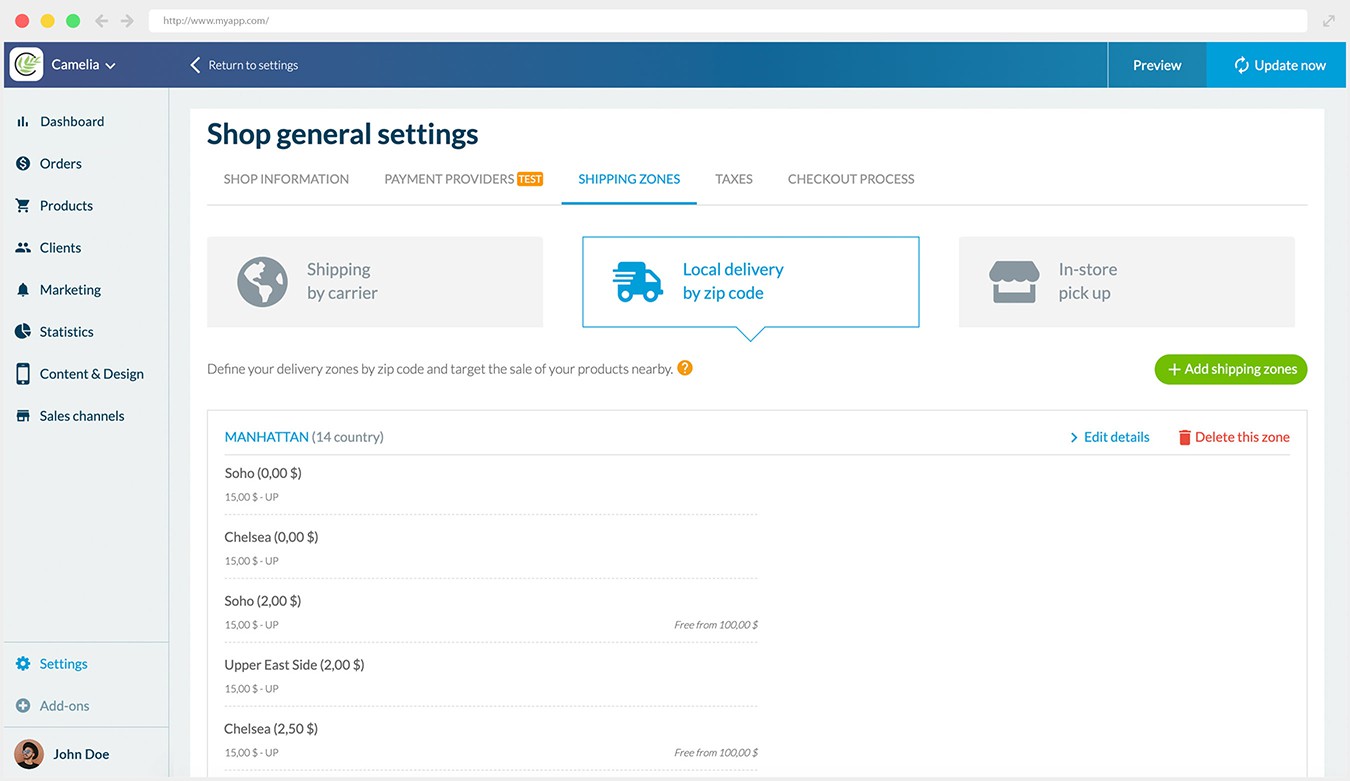 http://www.myapp.com/
Camelia
Return to settings
Preview
Update now
Dashboard
Orders
Products
Clients
Marketing
Statistics
Content & Design
Sales channels
Settings
Add-ons
John Doe
Shop general settings
SHOP INFORMATION
PAYMENT PROVIDERS TEST
SHIPPING ZONES
TAXES
CHECKOUT PROCESS
Shipping
by carrier
Local delivery
by zip code
In-store
pick up
Define your delivery zones by zip code and target the sale of your products nearby. ?
+ Add shipping zones
MANHATTAN (14 country)
Edit details
Delete this zone
Soho (0,00 $)
15,00 $ - UP
Chelsea (0,00 $)
15,00 $ - UP
Soho (2,00 $)
15,00 $ - UP
Free from 100,00 $
Upper East Side (2,00 $)
15,00 $ - UP
Chelsea (2,50 $)
15,00 $ - UP
Free from 100,00 $